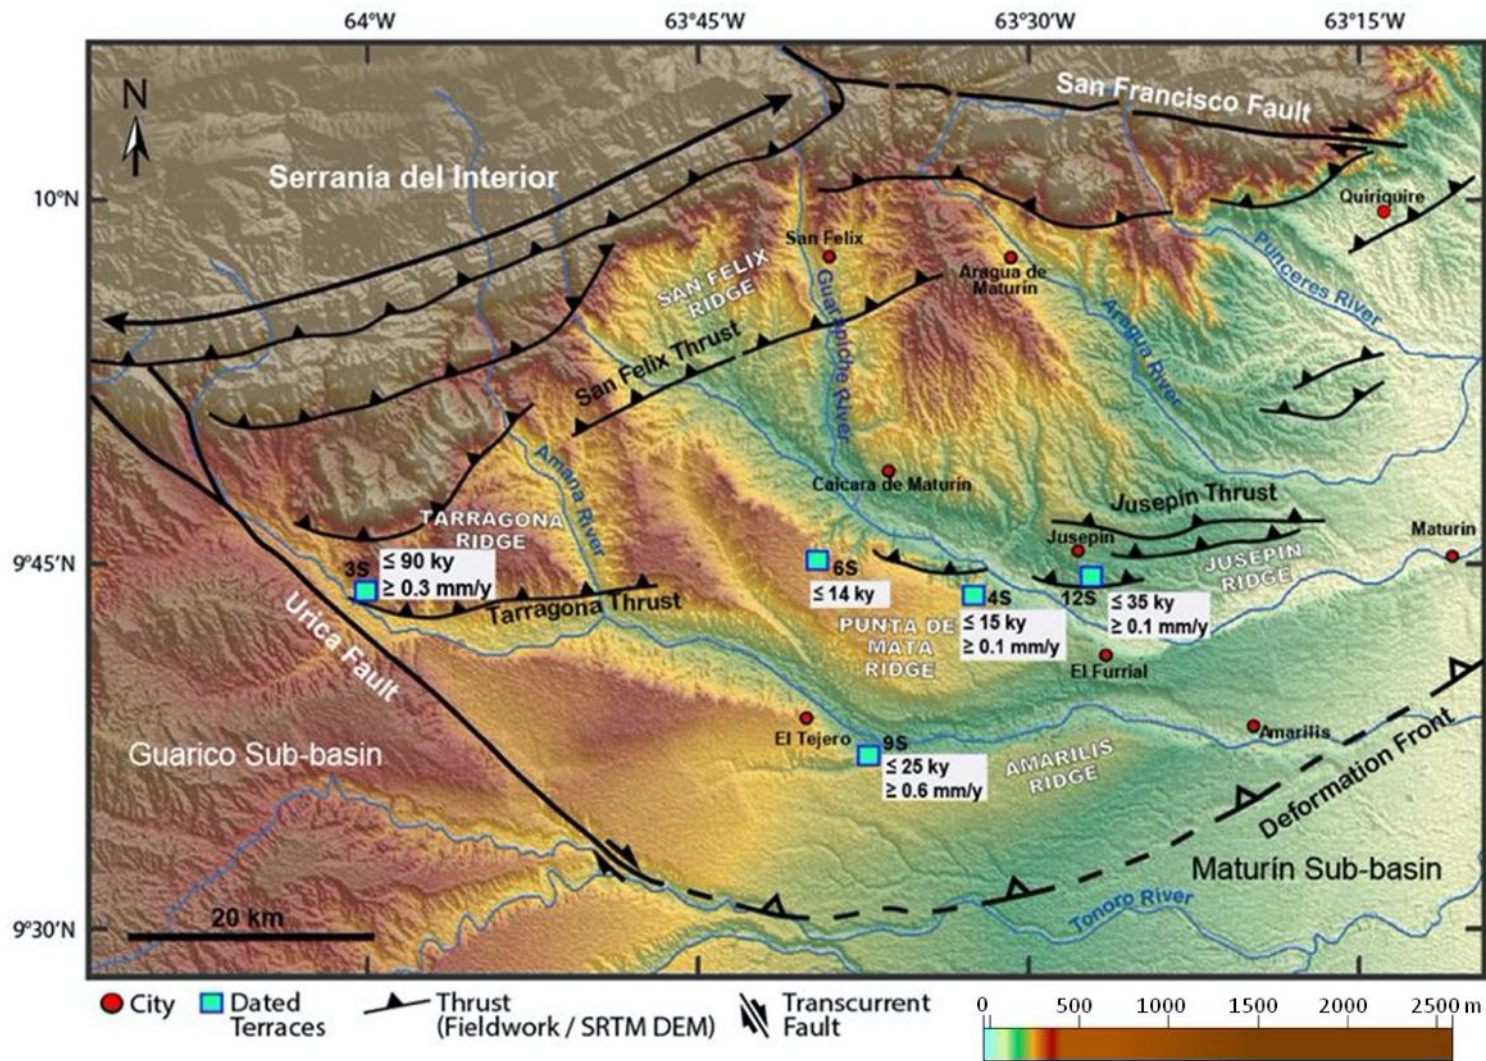 64°W 63°45'W 63°30'W 63°15'W
N
San Francisco Fault
Serranía del Interior
10°N
Quiriquire
San Felix
SAN FELIX
RIDGE
Aragua de
Maturín
Punceres River
Guarapiche River
Aragua River
San Felix Thrust
Amana River
Caicara de Maturín
Jusepín Thrust
TARRAGONA
RIDGE
Jusepín
Maturín
9°45'N
3S
≤ 90 ky
≥ 0.3 mm/y
6S
≤ 14 ky
JUSEPIN
RIDGE
Tarragona Thrust
4S
≤ 15 ky
≥ 0.1 mm/y
12S
≤ 35 ky
≥ 0.1 mm/y
PUNTA DE
MATA
RIDGE
Urica Fault
El Furrial
El Tejero
Amarilis
9S
≤ 25 ky
≥ 0.6 mm/y
AMARILIS
RIDGE
Guarico Sub-basin
Deformation Front
Maturín Sub-basin
Tonoro River
20 km
9°30'N
City
Dated
Terraces
Thrust
(Fieldwork / SRTM DEM)
Transcurrent
Fault
0 500 1000 1500 2000 2500 m